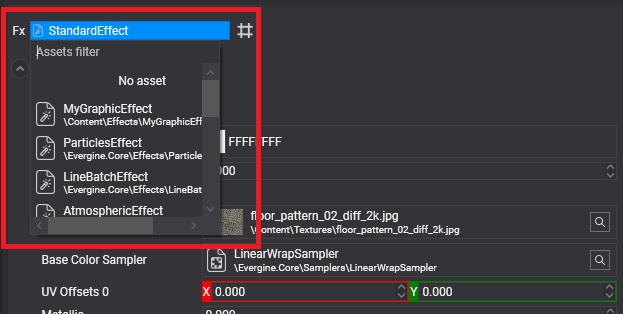 Fx StandardEffect
Assets filter
No asset
MyGraphicEffect
\Content\Effects\MyGraphicEff
ParticlesEffect
\Evergine.Core\Effects\Particle
FFFFFFFF
LineBatchEffect
\Evergine.Core\Effects\LineBat
AtmosphericEffect
floor_pattern_02_diff_2k.jpg
\Content\Textures\floor_pattern_02_diff_2k.jpg
Base Color Sampler
LinearWrapSampler
\Evergine.Core\Samplers\LinearWrapSampler
UV Offsets 0 X 0.000 Y 0.000
Metallic 0.000